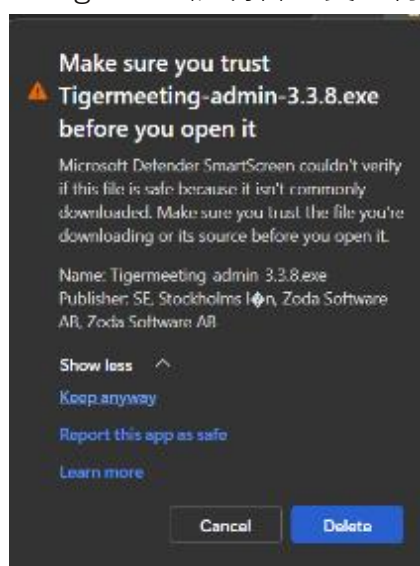 Make sure you trust
Tigermeeting-admin-3.3.8.exe
before you open it
Microsoft Defender SmartScreen couldn't verify
if this file is safe because it isn't commonly
downloaded. Make sure you trust the file you're
downloading or its source before you open it.
Name: Tigermeeting-admin-3.3.8.exe
Publisher: SE, Stockholms l�n, Zoda Software
AB, Zoda Software AB
Show less
Keep anyway
Report this app as safe
Learn more
Cancel
Delete